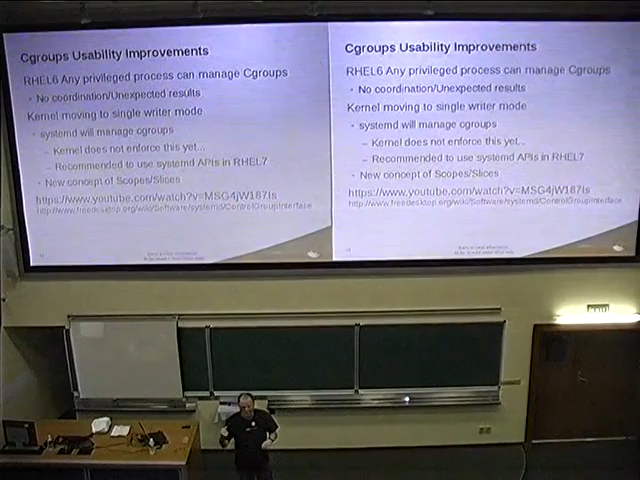 Cgroups Usability Improvements
RHEL6 Any privileged process can manage Cgroups
No coordination/Unexpected results
Kernel moving to single writer mode
systemd will manage cgroups
– Kernel does not enforce this yet...
– Recommended to use systemd APIs in RHEL7
New concept of Scopes/Slices
https://www.youtube.com/watch?v=MSG4jW187Is
http://www.freedesktop.org/wiki/Software/systemd/ControlGroupInterface
Cgroups Usability Improvements
RHEL6 Any privileged process can manage Cgroups
No coordination/Unexpected results
Kernel moving to single writer mode
systemd will manage cgroups
– Kernel does not enforce this yet...
– Recommended to use systemd APIs in RHEL7
New concept of Scopes/Slices
https://www.youtube.com/watch?v=MSG4jW187Is
http://www.freedesktop.org/wiki/Software/systemd/ControlGroupInterface